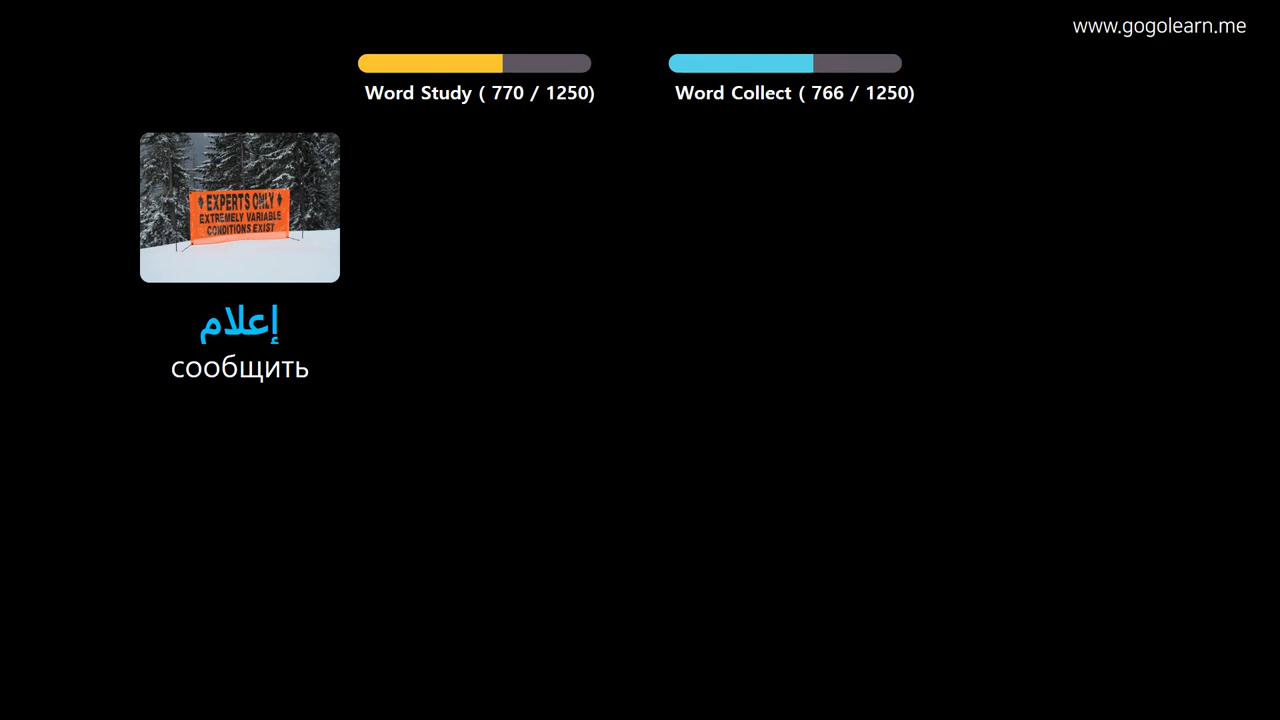 www.gogolearn.me
Word Study ( 770 / 1250)
Word Collect ( 766 / 1250)
EXPERTS ONLY
EXTREMELY VARIABLE
CONDITIONS EXIST
إعلام
сообщить